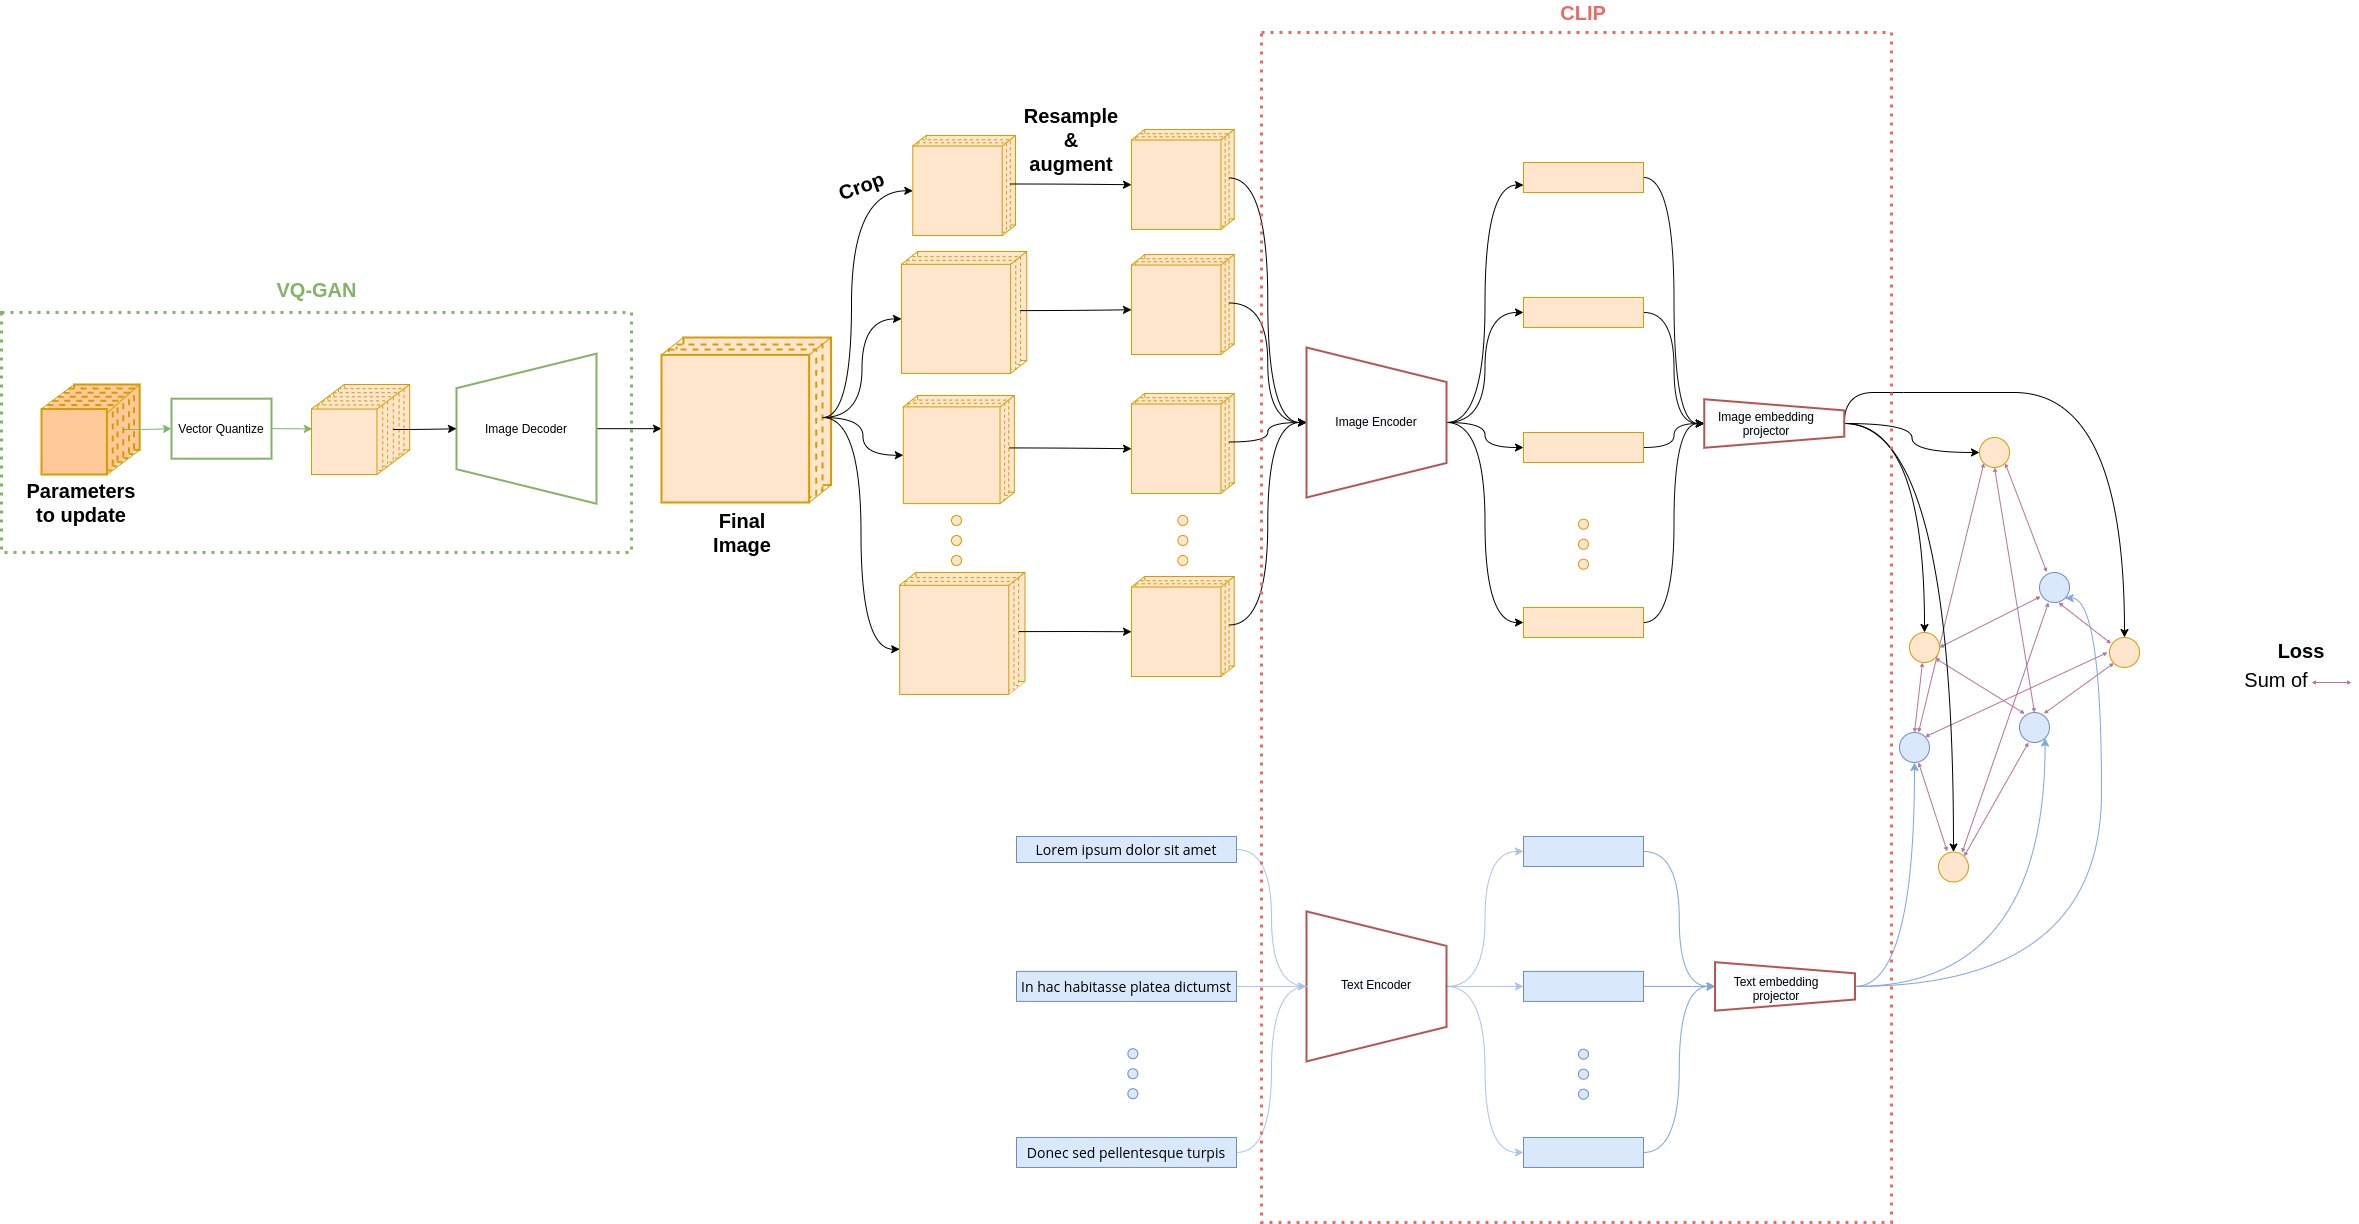 CLIP
Resample
&
augment
Crop
VQ-GAN
Vector Quantize
Image Decoder
Parameters
to update
Final
Image
Image Encoder
Image embedding
projector
Loss
Sum of
Lorem ipsum dolor sit amet
In hac habitasse platea dictumst
Donec sed pellentesque turpis
Text Encoder
Text embedding
projector